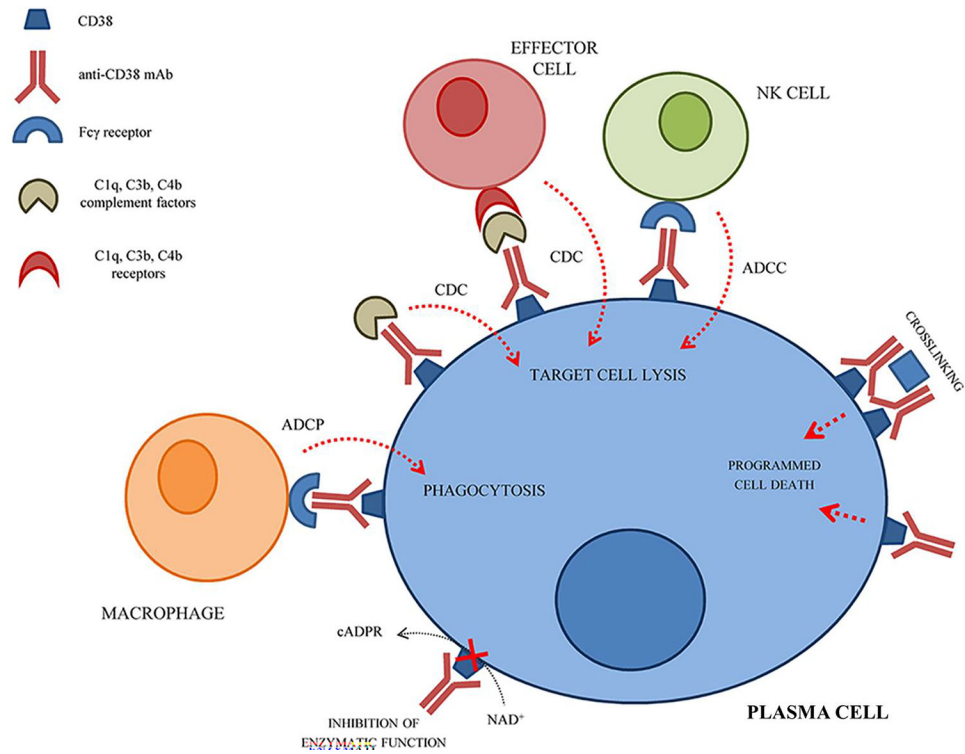 CD38
anti-CD38 mAb
Fcγ receptor
C1q, C3b, C4b
complement factors
C1q, C3b, C4b
receptors
EFFECTOR
CELL
NK CELL
CDC
CDC
ADCC
CROSSLINKING
TARGET CELL LYSIS
ADCP
PHAGOCYTOSIS
PROGRAMMED
CELL DEATH
MACROPHAGE
cADPR
NAD⁺
INHIBITION OF
ENZYMATIC FUNCTION
PLASMA CELL